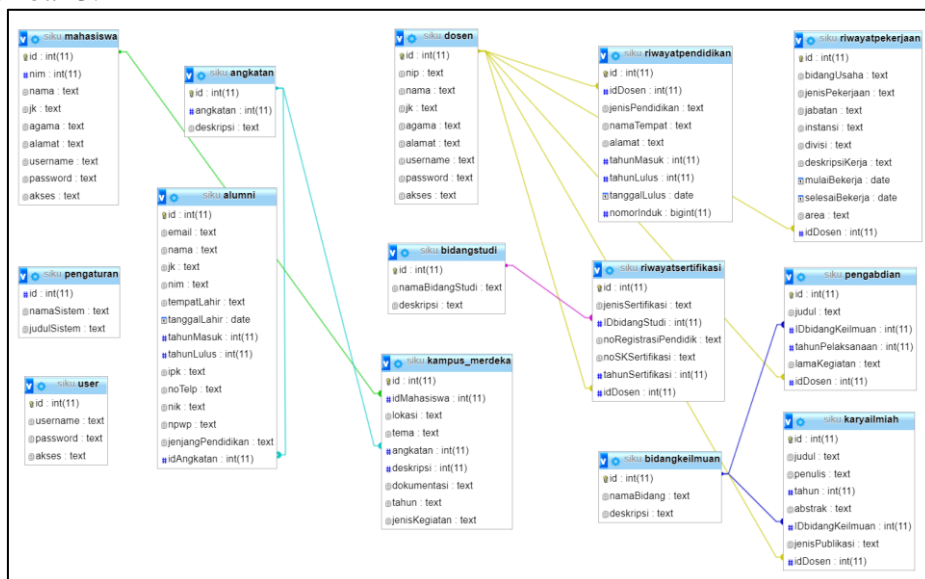 siku mahasiswa
id : int(11)
nim : int(11)
nama : text
jk : text
agama : text
alamat : text
username : text
password : text
akses : text
siku angkatan
id : int(11)
angkatan : int(11)
deskripsi : text
siku alumni
id : int(11)
email : text
nama : text
jk : text
nim : text
tempatLahir : text
tanggalLahir : date
tahunMasuk : int(11)
tahunLulus : int(11)
ipk : text
noTelp : text
nik : text
npwp : text
jenjangPendidikan : text
idAngkatan : int(11)
siku pengaturan
id : int(11)
namaSistem : text
judulSistem : text
siku user
id : int(11)
username : text
password : text
akses : text
siku dosen
id : int(11)
nip : text
nama : text
jk : text
agama : text
alamat : text
username : text
password : text
akses : text
siku bidangstudi
id : int(11)
namaBidangStudi : text
deskripsi : text
siku kampus_merdeka
id : int(11)
idMahasiswa : int(11)
lokasi : text
tema : text
angkatan : int(11)
deskripsi : int(11)
dokumentasi : text
tahun : text
jenisKegiatan : text
siku riwayatpendidikan
id : int(11)
idDosen : int(11)
jenisPendidikan : text
namaTempat : text
alamat : text
tahunMasuk : int(11)
tahunLulus : int(11)
tanggalLulus : date
nomorInduk : bigint(11)
siku riwayatsertifikasi
id : int(11)
jenisSertifikasi : text
IDbidangStudi : int(11)
noRegistrasiPendidik : text
noSKSertifikasi : text
tahunSertifikasi : int(11)
idDosen : int(11)
siku bidangkeilmuan
id : int(11)
namaBidang : text
deskripsi : text
siku riwayatpekerjaan
id : int(11)
bidangUsaha : text
jenisPekerjaan : text
jabatan : text
instansi : text
divisi : text
deskripsiKerja : text
mulaiBekerja : date
selesaiBekerja : date
area : text
idDosen : int(11)
siku pengabdian
id : int(11)
judul : text
IDbidangKeilmuan : int(11)
tahunPelaksanaan : int(11)
lamaKegiatan : text
idDosen : int(11)
siku karyailmiah
id : int(11)
judul : text
penulis : text
tahun : int(11)
abstrak : text
IDbidangKeilmuan : int(11)
jenisPublikasi : text
idDosen : int(11)